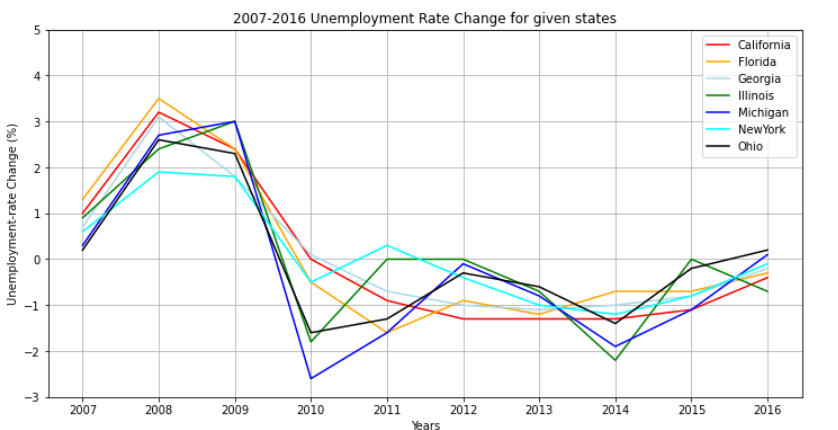 2007-2016 Unemployment Rate Change for given states
5
4
3
2
1
0
−1
−2
−3
Unemployment-rate Change (%)
California
Florida
Georgia
Illinois
Michigan
NewYork
Ohio
2007 2008 2009 2010 2011 2012 2013 2014 2015 2016
Years